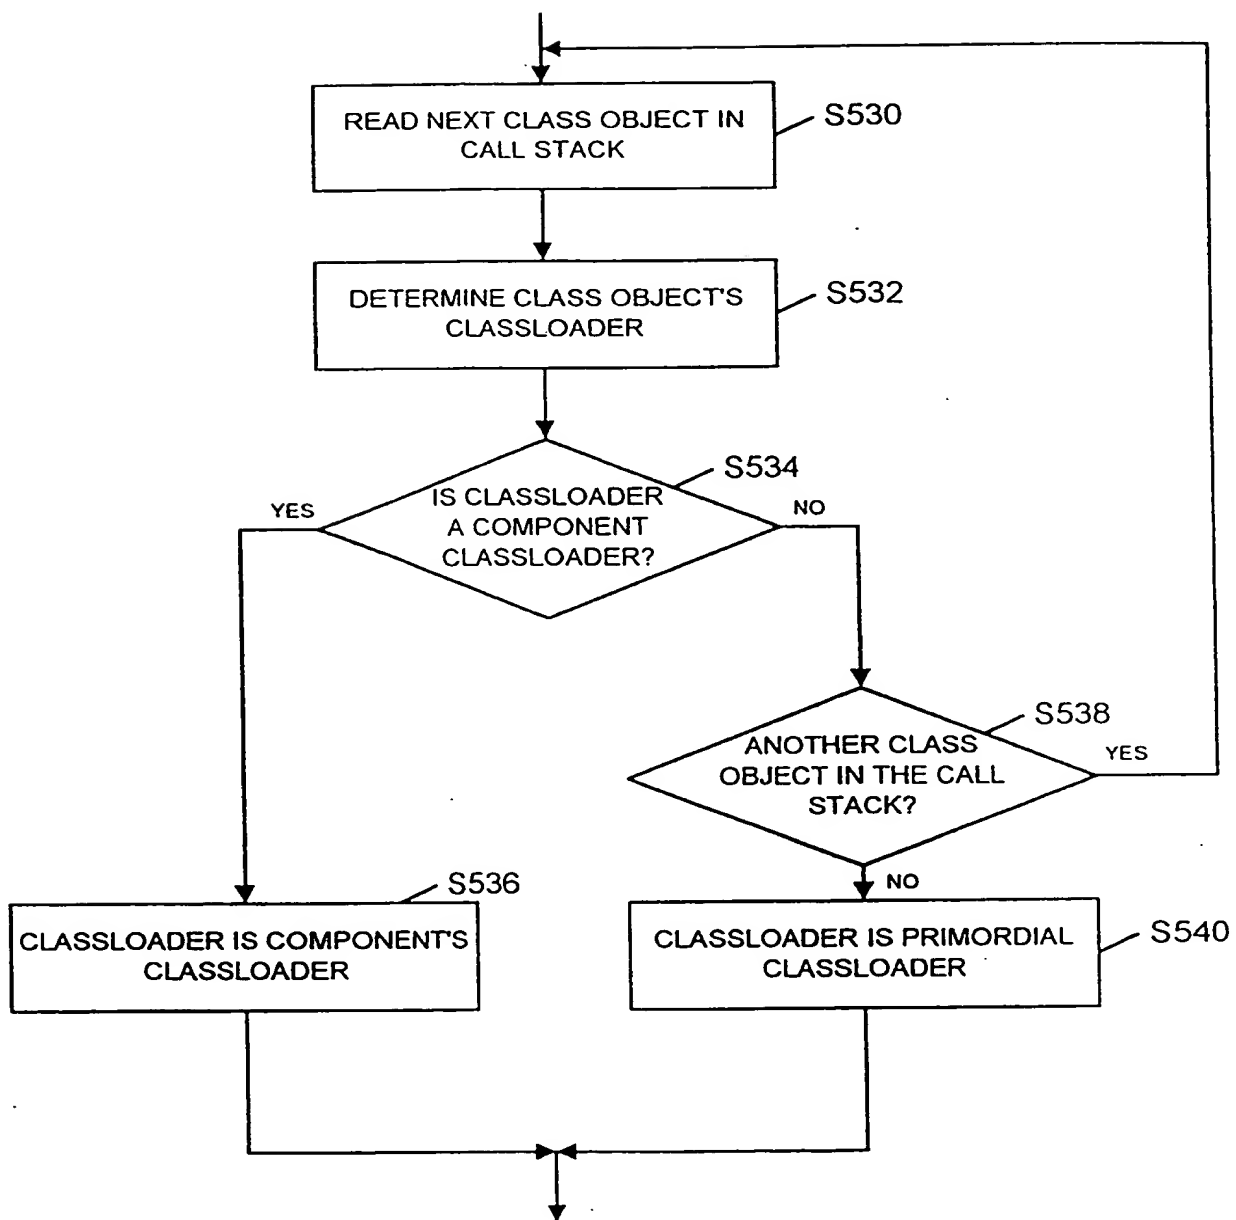 READ NEXT CLASS OBJECT IN
CALL STACK
S530
DETERMINE CLASS OBJECT'S
CLASSLOADER
S532
S534
IS CLASSLOADER
A COMPONENT
CLASSLOADER?
YES
NO
S538
ANOTHER CLASS
OBJECT IN THE CALL
STACK?
YES
NO
S536
CLASSLOADER IS COMPONENT'S
CLASSLOADER
CLASSLOADER IS PRIMORDIAL
CLASSLOADER
S540